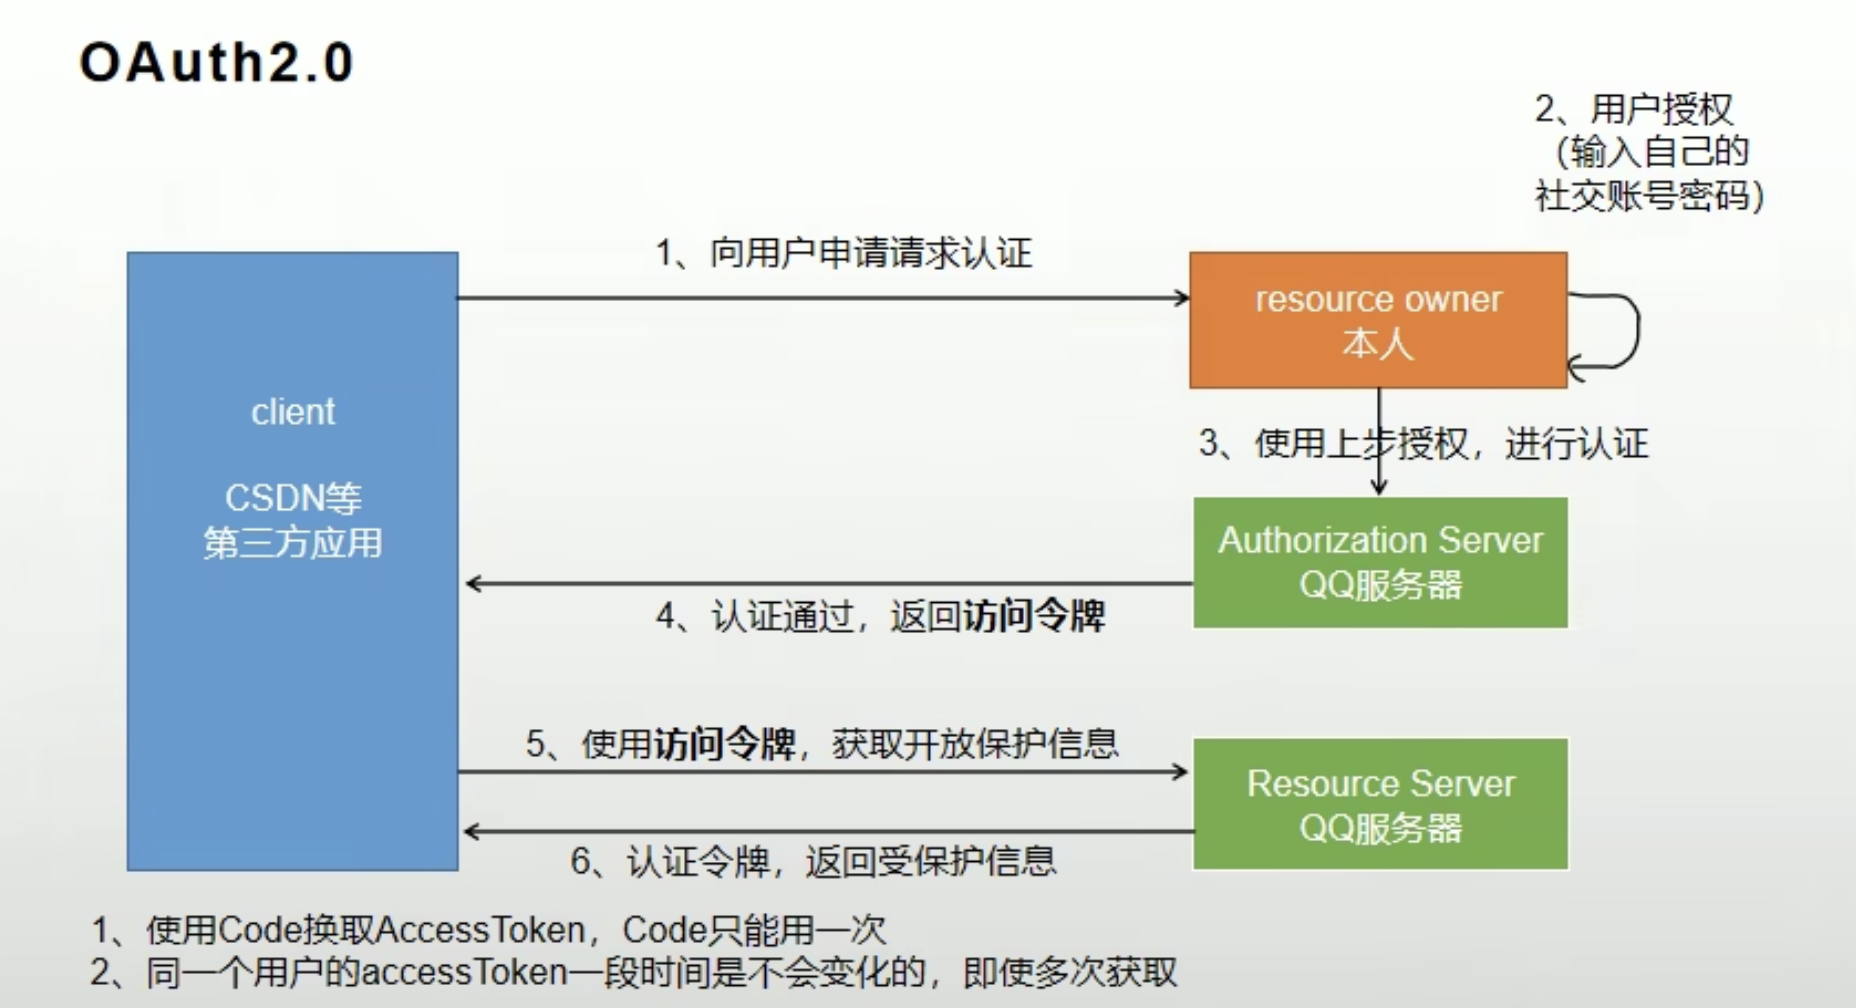 OAuth2.0
2、用户授权
（输入自己的
社交账号密码）
1、向用户申请请求认证
resource owner
本人
client
CSDN等
第三方应用
3、使用上步授权，进行认证
Authorization Server
QQ服务器
4、认证通过，返回访问令牌
5、使用访问令牌，获取开放保护信息
Resource Server
QQ服务器
6、认证令牌，返回受保护信息
1、使用Code换取AccessToken，Code只能用一次
2、同一个用户的accessToken一段时间是不会变化的，即使多次获取